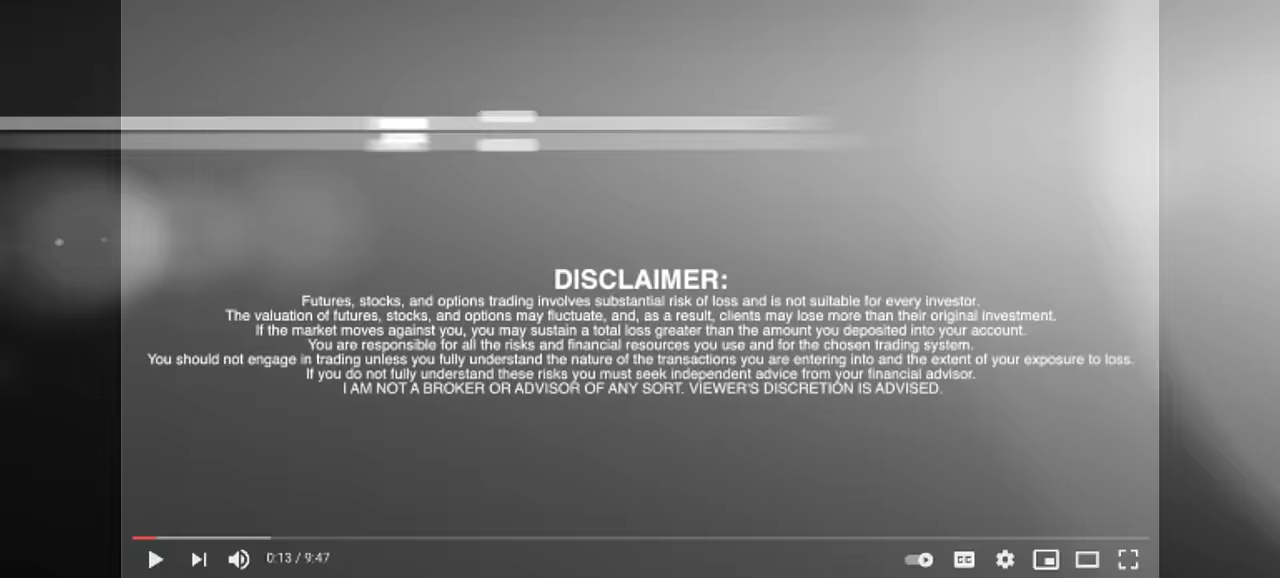 DISCLAIMER:
Futures, stocks, and options trading involves substantial risk of loss and is not suitable for every investor.
The valuation of futures, stocks, and options may fluctuate, and, as a result, clients may lose more than their original investment.
If the market moves against you, you may sustain a total loss greater than the amount you deposited into your account.
You are responsible for all the risks and financial resources you use and for the chosen trading system.
You should not engage in trading unless you fully understand the nature of the transactions you are entering into and the extent of your exposure to loss.
If you do not fully understand these risks you must seek independent advice from your financial advisor.
I AM NOT A BROKER OR ADVISOR OF ANY SORT. VIEWER'S DISCRETION IS ADVISED.
0:13 / 9:47 CC